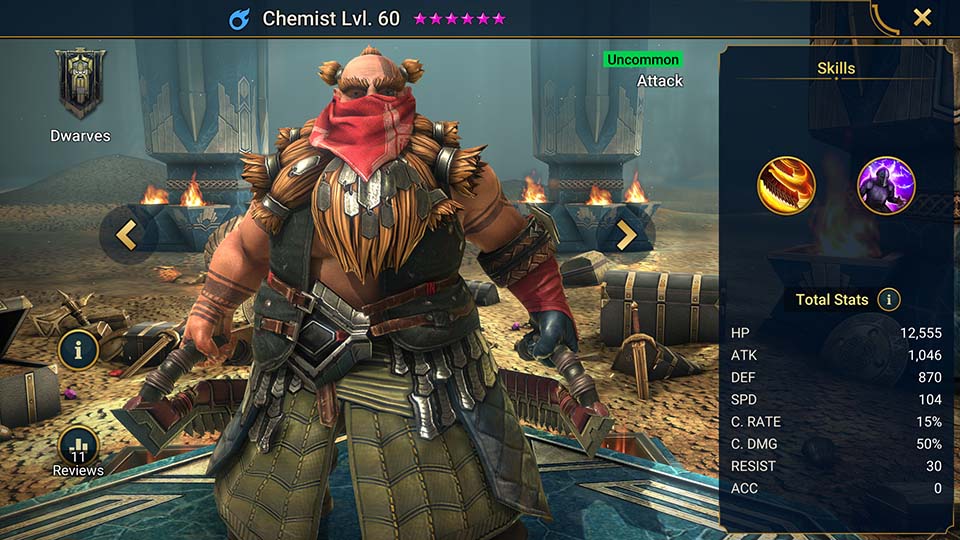 Chemist Lvl. 60
Dwarves
Uncommon
Attack
Skills
Total Stats
i
HP 12,555
ATK 1,046
DEF 870
SPD 104
C. RATE 15%
C. DMG 50%
RESIST 30
ACC 0
i
11
Reviews